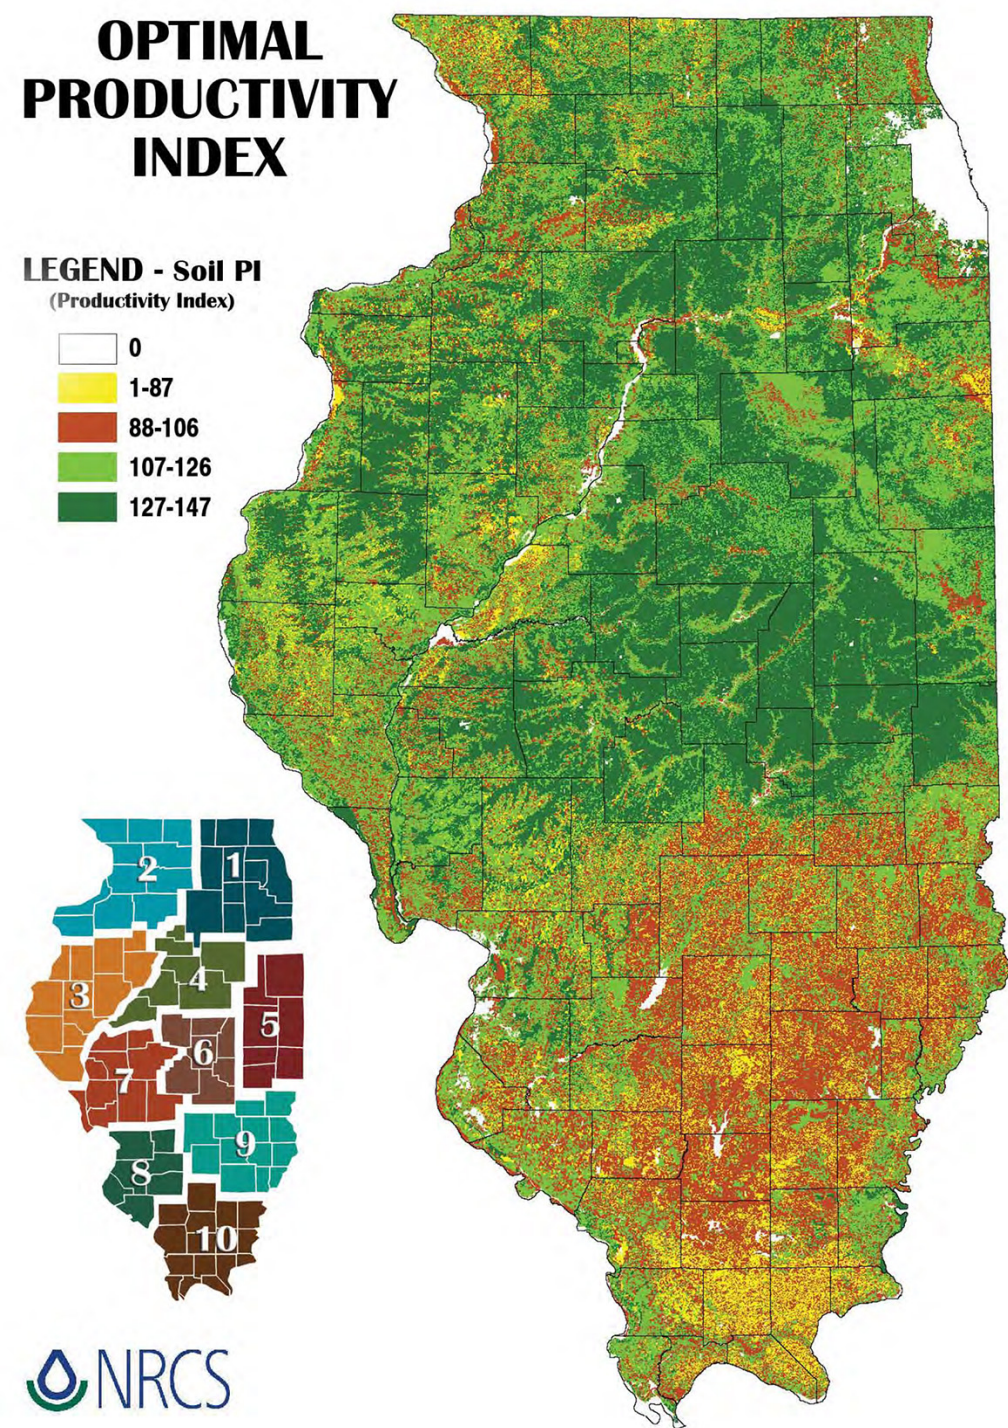 OPTIMAL
PRODUCTIVITY
INDEX
LEGEND - Soil PI
(Productivity Index)
0
1-87
88-106
107-126
127-147
2
1
3
4
5
6
7
8
9
10
NRCS